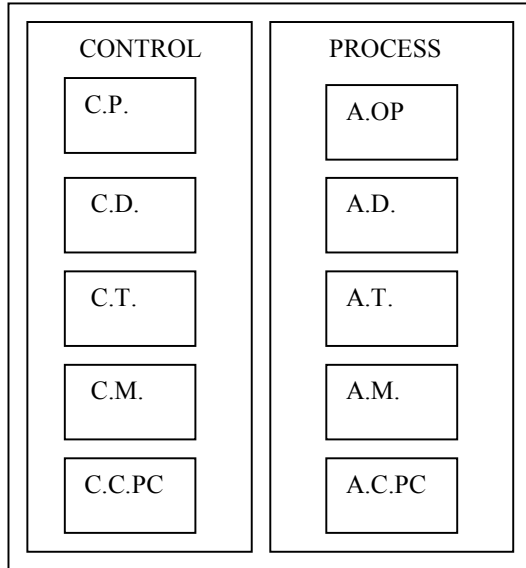 CONTROL
C.P.
C.D.
C.T.
C.M.
C.C.PC
PROCESS
A.OP
A.D.
A.T.
A.M.
A.C.PC